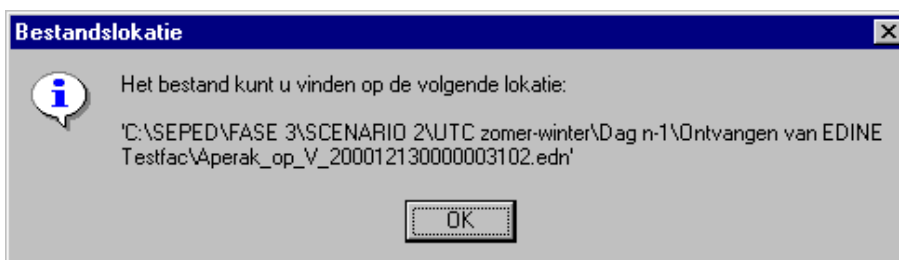 Bestandslokatie
Het bestand kunt u vinden op de volgende lokatie:
'C:\SEPED\FASE 3\SCENARIO 2\UTC zomer-winter\Dag n-1\Ontvangen van EDINE
Testfac\Aperak_op_V_200012130000003102.edn'
OK